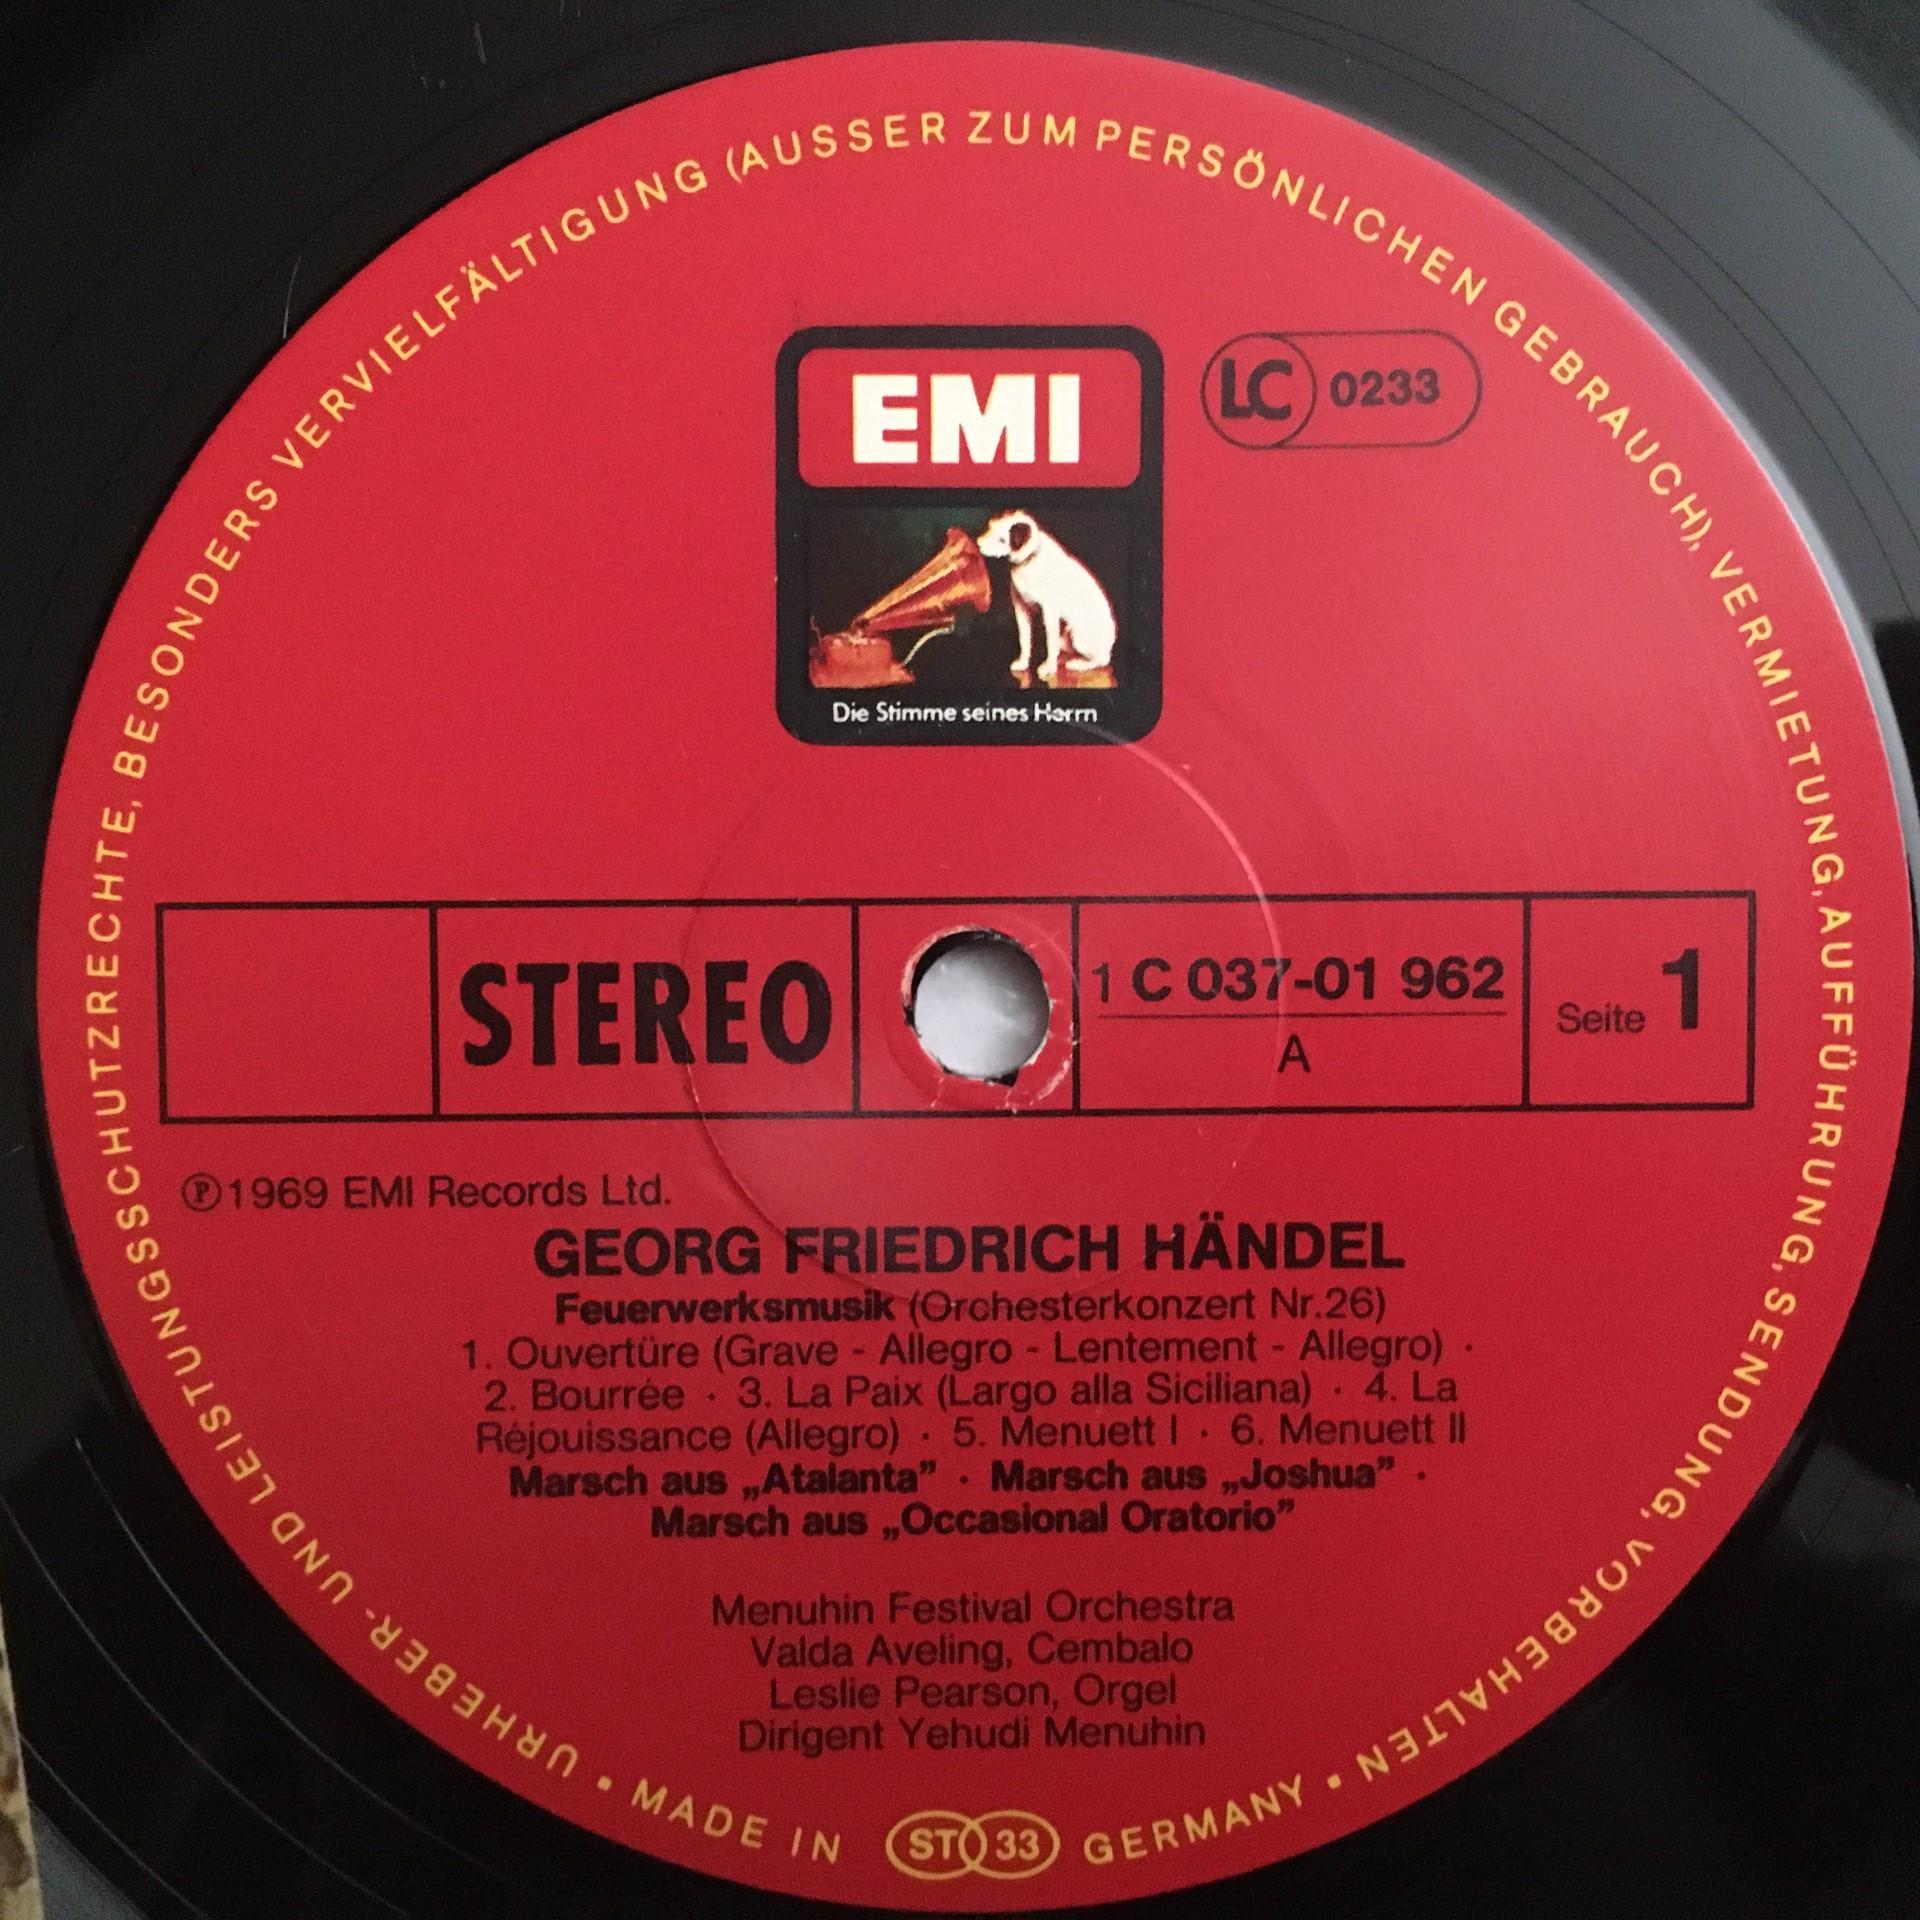 URHEBER- UND LEISTUNGSSCHUTZRECHTE, BESONDERS VERVIELFÄLTIGUNG (AUSSER ZUM PERSÖNLICHEN GEBRAUCH), VERMIETUNG, AUFFÜHRUNG, SENDUNG, VORBEHALTEN
EMI
LC 0233
Die Stimme seines Herrn
STEREO
1 C 037-01 962
A
Seite 1
℗1969 EMI Records Ltd.
GEORG FRIEDRICH HÄNDEL
Feuerwerksmusik (Orchesterkonzert Nr.26)
1. Ouvertüre (Grave - Allegro - Lentement - Allegro) ·
2. Bourrée · 3. La Paix (Largo alla Siciliana) · 4. La
Réjouissance (Allegro) · 5. Menuett I · 6. Menuett II
Marsch aus „Atalanta” · Marsch aus „Joshua” ·
Marsch aus „Occasional Oratorio”
Menuhin Festival Orchestra
Valda Aveling, Cembalo
Leslie Pearson, Orgel
Dirigent Yehudi Menuhin
• MADE IN ST 33 GERMANY •